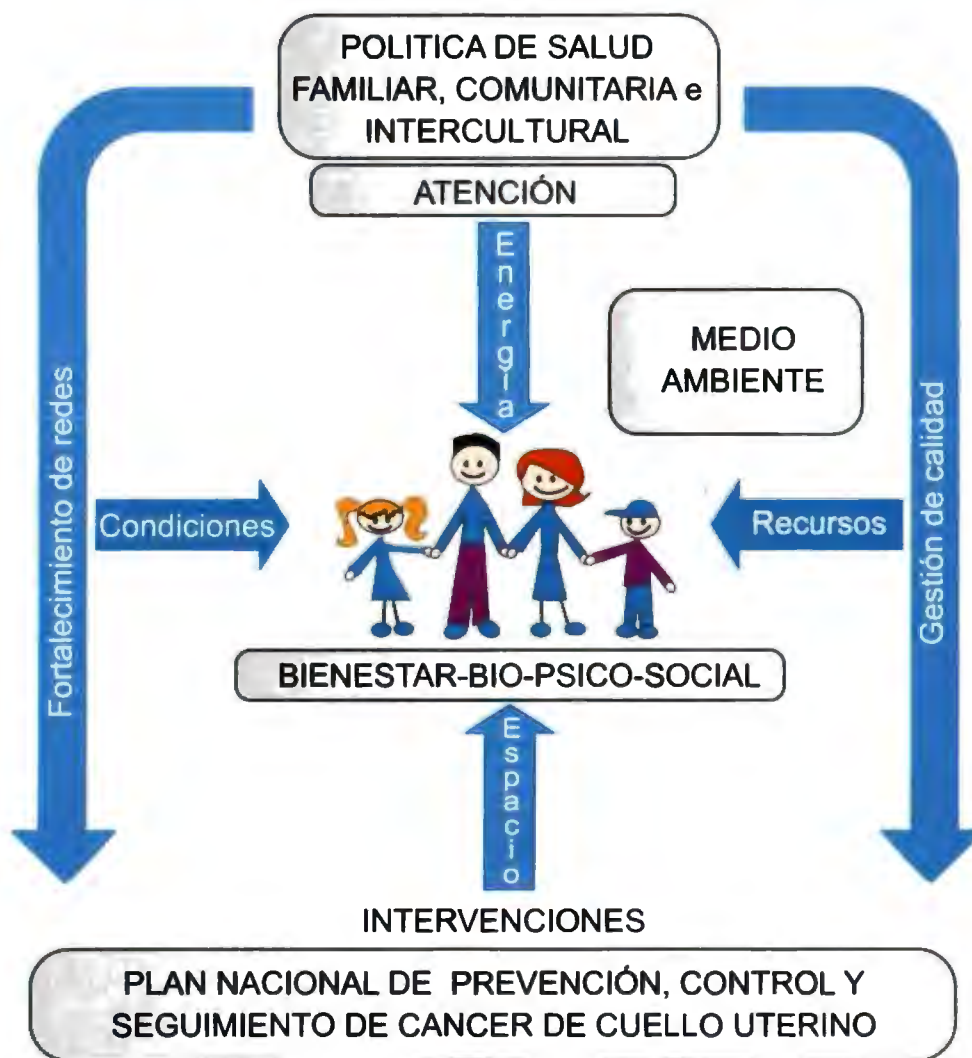 POLITICA DE SALUD
FAMILIAR, COMUNITARIA e
INTERCULTURAL
ATENCIÓN
Energía
MEDIO
AMBIENTE
Fortalecimiento de redes
Condiciones
Recursos
Gestión de calidad
BIENESTAR-BIO-PSICO-SOCIAL
Espacio
INTERVENCIONES
PLAN NACIONAL DE PREVENCIÓN, CONTROL Y
SEGUIMIENTO DE CANCER DE CUELLO UTERINO